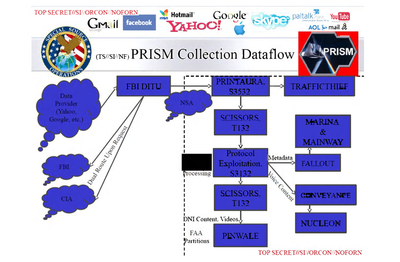 TOP SECRET//SI//ORCON//NOFORN
Gmail facebook Hotmail Google skype paltalk.com YouTube
YAHOO! AOL mail
SPECIAL SOURCE OPERATIONS
(TS//SI//NF) PRISM Collection Dataflow
PRISM
FBI DITU
PRINTAURA,
S3532
TRAFFICTHIEF
Data
Provider
(Yahoo,
Google, etc.)
NSA
SCISSORS,
T132
MARINA
&
MAINWAY
FBI
Dual Route Upon Request
CIA
Processing
Protocol
Exploitation,
S3132
Metadata
FALLOUT
Voice Content
SCISSORS,
T132
CONVEYANCE
DNI Content, Videos
FAA
Partitions
PINWALE
NUCLEON
TOP SECRET//SI//ORCON//NOFORN